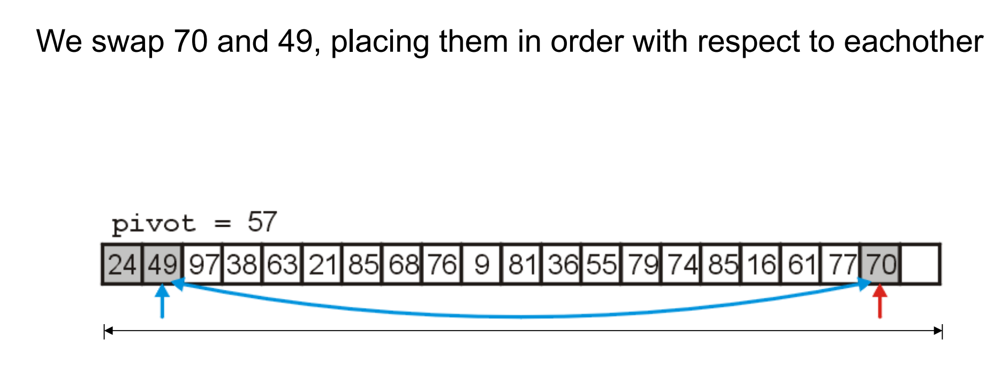 We swap 70 and 49, placing them in order with respect to eachother
pivot = 57
24 49 97 38 63 21 85 68 76 9 81 36 55 79 74 85 16 61 77 70